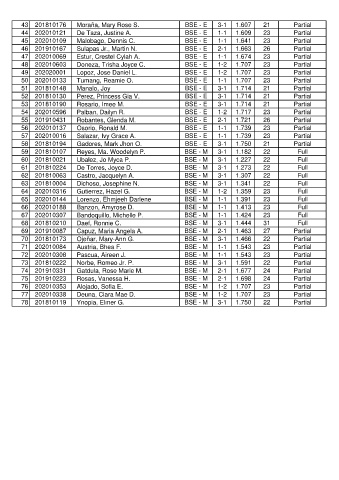 43 201810176 Moraña, Mary Rose S. BSE - E 3-1 1.607 21 Partial
44 202010121 De Taza, Justine A. BSE - E 1-1 1.609 23 Partial
45 202010109 Malobago, Dennis C. BSE - E 1-1 1.641 23 Partial
46 201910167 Sulapas Jr., Martin N. BSE - E 2-1 1.663 26 Partial
47 202010069 Estur, Crestel Cylah A. BSE - E 1-1 1.674 23 Partial
48 202010603 Doneza, Trisha Joyce C. BSE - E 1-2 1.707 23 Partial
49 202020001 Lopoz, Jose Daniel L. BSE - E 1-2 1.707 23 Partial
50 202010133 Tumang, Reamie O. BSE - E 1-1 1.707 23 Partial
51 201810148 Manalo, Joy BSE - E 3-1 1.714 21 Partial
52 201810130 Perez, Princess Gia V. BSE - E 3-1 1.714 21 Partial
53 201810190 Rosario, Imee M. BSE - E 3-1 1.714 21 Partial
54 202010596 Palban, Dailyn R. BSE - E 1-2 1.717 23 Partial
55 201910431 Robantes, Glenda M. BSE - E 2-1 1.721 26 Partial
56 202010137 Osorio, Ronald M. BSE - E 1-1 1.739 23 Partial
57 202010016 Salazar, Ivy Grace A. BSE - E 1-1 1.739 23 Partial
58 201810194 Gadores, Mark Jhon O. BSE - E 3-1 1.750 21 Partial
59 201810107 Reyes, Ma. Woodelyn P. BSE - M 3-1 1.182 22 Full
60 201810021 Ubalez, Jo Myca P. BSE - M 3-1 1.227 22 Full
61 201810224 De Torres, Joyce D. BSE - M 3-1 1.273 22 Full
62 201810063 Castro, Jacquelyn A. BSE - M 3-1 1.307 22 Full
63 201810004 Dichoso, Josephine N. BSE - M 3-1 1.341 22 Full
64 202010316 Gutierrez, Hazel G. BSE - M 1-2 1.359 23 Full
65 202010144 Lorenzo, Ehmjeeh Darlene BSE - M 1-1 1.391 23 Full
66 202010188 Banzon, Amyrose D. BSE - M 1-1 1.413 23 Full
67 202010307 Bandoquillo, Michelle P. BSE - M 1-1 1.424 23 Full
68 201810210 Daef, Ronnie C. BSE - M 3-1 1.444 31 Full
69 201910087 Capuz, Maria Angela A. BSE - M 2-1 1.463 27 Partial
70 201810173 Ojeñar, Mary-Ann G. BSE - M 3-1 1.466 22 Partial
71 202010084 Austria, Bhea F. BSE - M 1-1 1.543 23 Partial
72 202010306 Pascua, Aireen J. BSE - M 1-1 1.543 23 Partial
73 201810222 Norbe, Romeo Jr. P. BSE - M 3-1 1.591 22 Partial
74 201910331 Gatdula, Rose Marie M. BSE - M 2-1 1.677 24 Partial
75 201910223 Rosas, Vanessa H. BSE - M 2-1 1.698 24 Partial
76 202010353 Alojado, Sofia E. BSE - M 1-2 1.707 23 Partial
77 202010338 Deuna, Clara Mae D. BSE - M 1-2 1.707 23 Partial
78 201810119 Ynopia, Elmer G. BSE - M 3-1 1.750 22 Partial